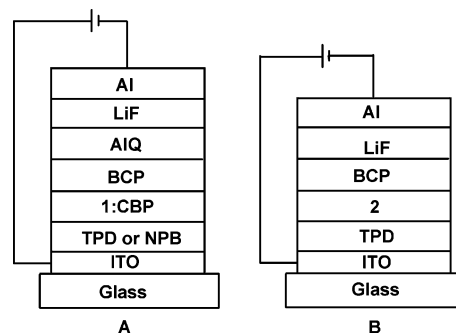 Al
LiF
AlQ
BCP
1:CBP
TPD or NPB
ITO
Glass
A
Al
LiF
BCP
2
TPD
ITO
Glass
B